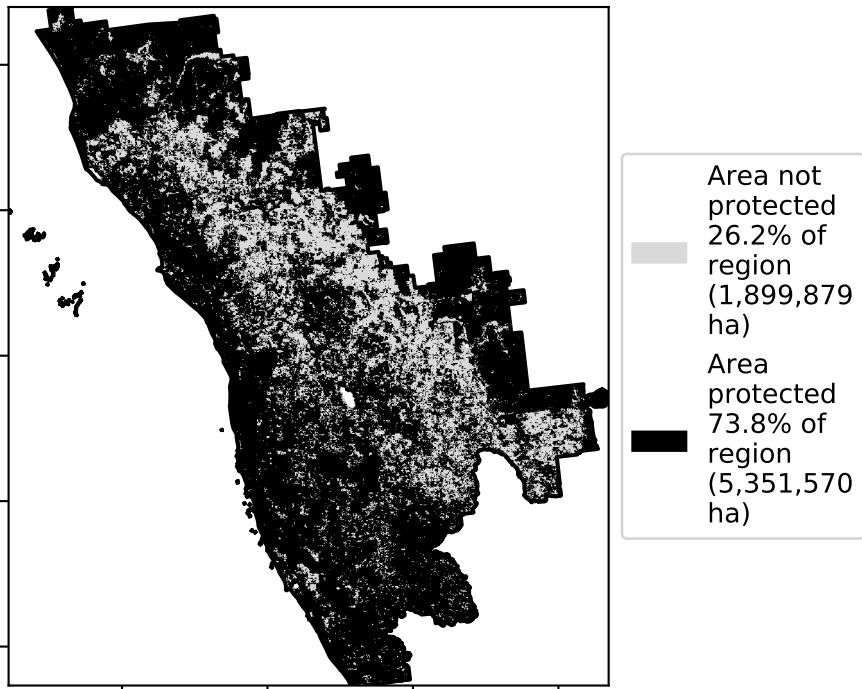 Area not
protected
26.2% of
region
(1,899,879
ha)
Area
protected
73.8% of
region
(5,351,570
ha)